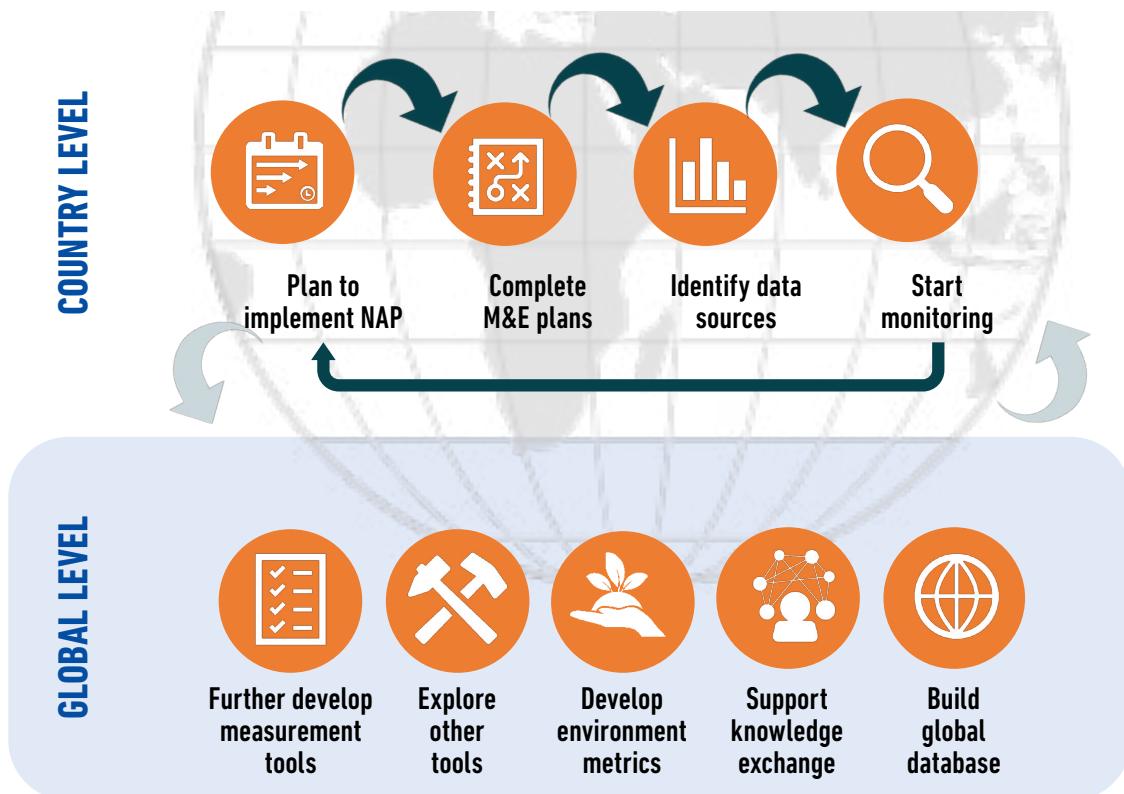 COUNTRY LEVEL
Plan to
implement NAP
Complete
M&E plans
Identify data
sources
Start
monitoring
GLOBAL LEVEL
Further develop
measurement
tools
Explore
other
tools
Develop
environment
metrics
Support
knowledge
exchange
Build
global
database